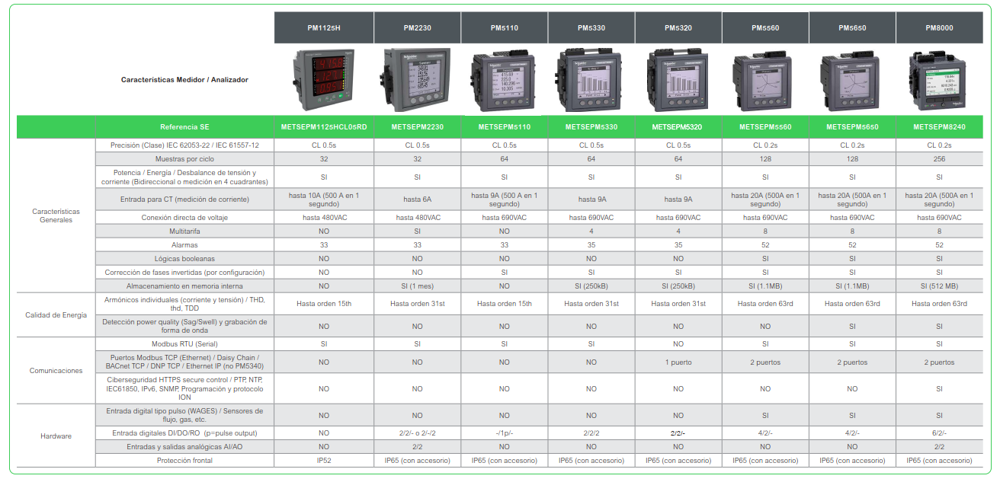 PM1125H PM2230 PM5110 PM5330 PM5320 PM5560 PM5650 PM8000
Características Medidor / Analizador
Referencia SE METSEPM1125HCL05RD METSEPM2230 METSEPM5110 METSEPM5330 METSEPM5320 METSEPM5560 METSEPM5650 METSEPM8240
Características Generales
Precisión (Clase) IEC 62053-22 / IEC 61557-12 CL 0.5s CL 0.5s CL 0.5s CL 0.5s CL 0.5s CL 0.2s CL 0.2s CL 0.2s
Muestras por ciclo 32 32 64 64 64 128 128 256
Potencia / Energía / Desbalance de tensión y corriente (Bidireccional o medición en 4 cuadrantes) SI SI SI SI SI SI SI SI
Entrada para CT (medición de corriente) hasta 10A (500 A en 1 segundo) hasta 6A hasta 9A (500 A en 1 segundo) hasta 9A hasta 9A hasta 20A (500A en 1 segundo) hasta 20A (500A en 1 segundo) hasta 20A (500A en 1 segundo)
Conexión directa de voltaje hasta 480VAC hasta 480VAC hasta 690VAC hasta 690VAC hasta 690VAC hasta 690VAC hasta 690VAC hasta 690VAC
Multitarifa NO SI NO 4 4 8 8 8
Alarmas 33 33 33 35 35 52 52 52
Lógicas booleanas NO NO NO NO NO SI SI SI
Corrección de fases invertidas (por configuración) NO NO SI SI SI SI SI SI
Almacenamiento en memoria interna NO SI (1 mes) NO SI (250kB) SI (250kB) SI (1.1MB) SI (1.1MB) SI (512 MB)
Calidad de Energía
Armónicos individuales (corriente y tensión) / THD, thd, TDD Hasta orden 15th Hasta orden 31st Hasta orden 15th Hasta orden 31st Hasta orden 31st Hasta orden 63rd Hasta orden 63rd Hasta orden 63rd
Detección power quality (Sag/Swell) y grabación de forma de onda NO NO NO NO NO NO SI SI
Comunicaciones
Modbus RTU (Serial) SI SI SI SI NO SI SI SI
Puertos Modbus TCP (Ethernet) / Daisy Chain / BACnet TCP / DNP TCP / Ethernet IP (no PM5340) NO NO NO NO 1 puerto 2 puertos 2 puertos 2 puertos
Ciberseguridad HTTPS secure control / PTP, NTP, IEC61850, IPv6, SNMP, Programación y protocolo ION NO NO NO NO NO NO NO SI
Hardware
Entrada digital tipo pulso (WAGES) / Sensores de flujo, gas, etc. NO NO NO NO NO SI SI SI
Entrada digitales DI/DO/RO (p=pulse output) NO 2/2/- o 2/-/2 -/1p/- 2/2/2 2/2/- 4/2/- 4/2/- 6/2/-
Entradas y salidas analógicas AI/AO NO 2/2 NO NO NO NO NO 2/2
Protección frontal IP52 IP65 (con accesorio) IP65 (con accesorio) IP65 (con accesorio) IP65 (con accesorio) IP65 (con accesorio) IP65 (con accesorio) IP65 (con accesorio)